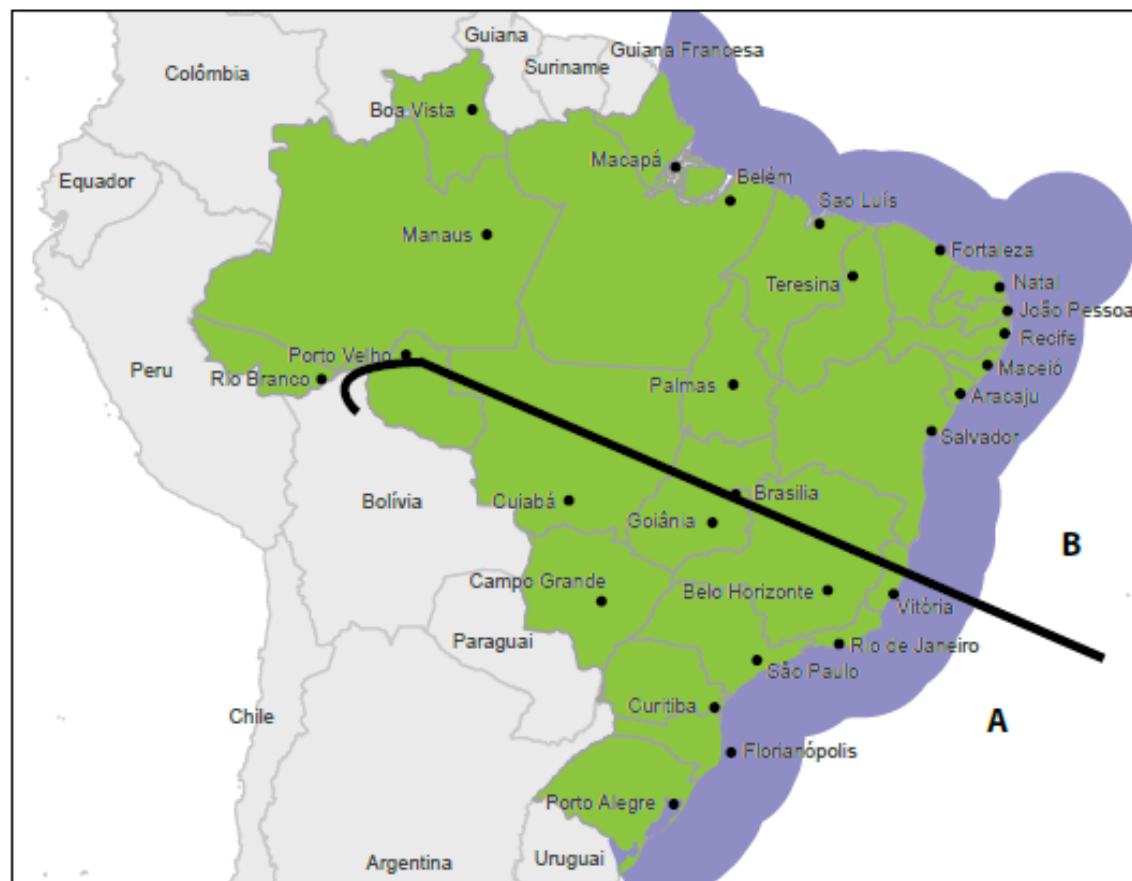 Guiana
Guiana Francesa
Suriname
Colômbia
Boa Vista
Macapá
Equador
Belém
Sao Luís
Manaus
Fortaleza
Teresina
Natal
João Pessoa
Recife
Porto Velho
Maceió
Peru
Rio Branco
Palmas
Aracaju
Salvador
Brasilia
Bolívia
Cuiabá
Goiânia
B
Campo Grande
Belo Horizonte
Vitória
Paraguai
Rio de Janeiro
São Paulo
Curitiba
Chile
A
Florianópolis
Porto Alegre
Argentina
Uruguai